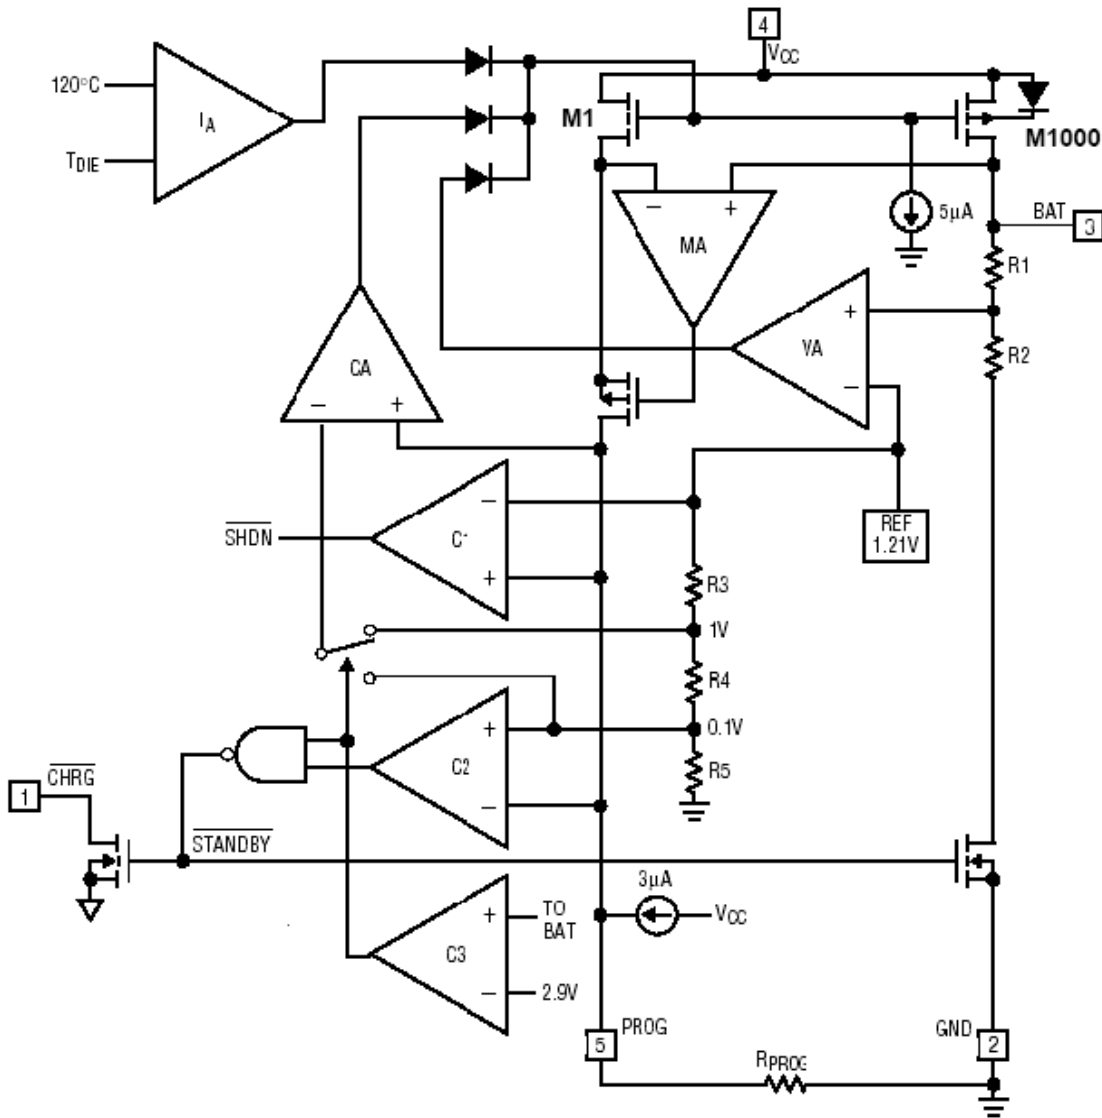 4
VCC
120°C
IA
TDIE
M1
M1000
– +
MA
5µA
BAT 3
R1
+
VA
–
R2
CA
– +
–
C1
+
SHDN
REF
1.21V
R3
1V
R4
+
C2
–
0.1V
R5
CHRG
1
STANDBY
3µA
VCC
+
TO
BAT
C3
–
2.9V
PROG
5
GND
2
RPROG